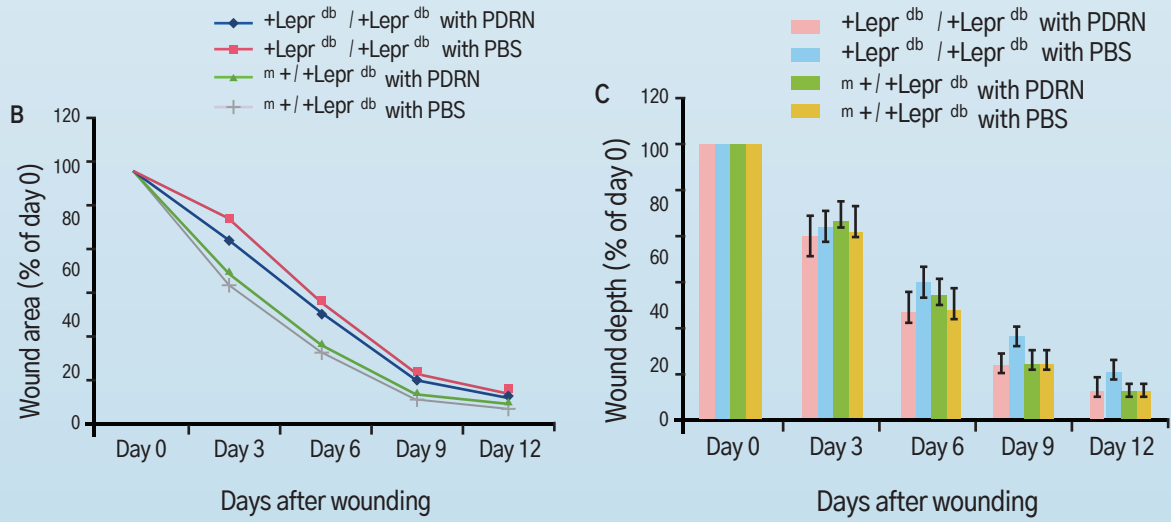 +Lepr db / +Lepr db with PDRN
+Lepr db / +Lepr db with PBS
m + / +Lepr db with PDRN
m + / +Lepr db with PBS
B
120
100
80
60
40
20
0
Wound area (% of day 0)
Day 0 Day 3 Day 6 Day 9 Day 12
Days after wounding
+Lepr db / +Lepr db with PDRN
+Lepr db / +Lepr db with PBS
m + / +Lepr db with PDRN
m + / +Lepr db with PBS
C
120
100
80
60
40
20
0
Wound depth (% of day 0)
Day 0 Day 3 Day 6 Day 9 Day 12
Days after wounding